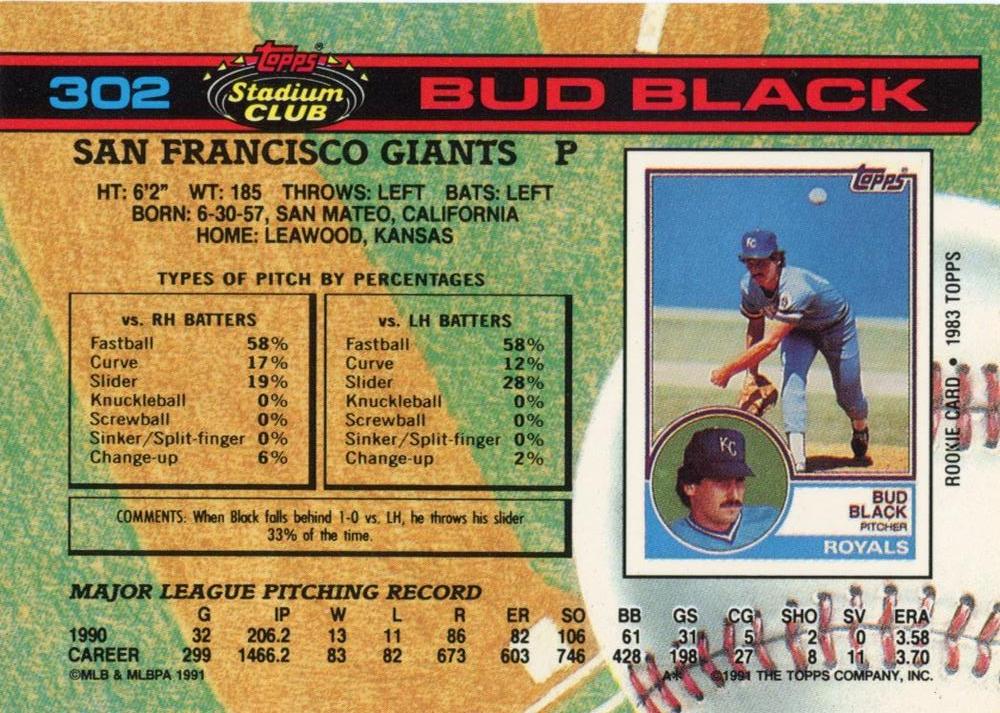 302
Topps®
Stadium
CLUB
BUD BLACK
SAN FRANCISCO GIANTS P
HT: 6'2" WT: 185 THROWS: LEFT BATS: LEFT
BORN: 6-30-57, SAN MATEO, CALIFORNIA
HOME: LEAWOOD, KANSAS
TYPES OF PITCH BY PERCENTAGES
vs. RH BATTERS
Fastball 58%
Curve 17%
Slider 19%
Knuckleball 0%
Screwball 0%
Sinker/Split-finger 0%
Change-up 6%
vs. LH BATTERS
Fastball 58%
Curve 12%
Slider 28%
Knuckleball 0%
Screwball 0%
Sinker/Split-finger 0%
Change-up 2%
COMMENTS: When Black falls behind 1-0 vs. LH, he throws his slider
33% of the time.
Topps
KC
KC
BUD
BLACK
PITCHER
ROYALS
ROOKIE CARD • 1983 TOPPS
MAJOR LEAGUE PITCHING RECORD
G IP W L R ER SO BB GS CG SHO SV ERA
1990 32 206.2 13 11 86 82 106 61 31 5 2 0 3.58
CAREER 299 1466.2 83 82 673 603 746 428 198 27 8 11 3.70
©MLB & MLBPA 1991
A* ©1991 THE TOPPS COMPANY, INC.